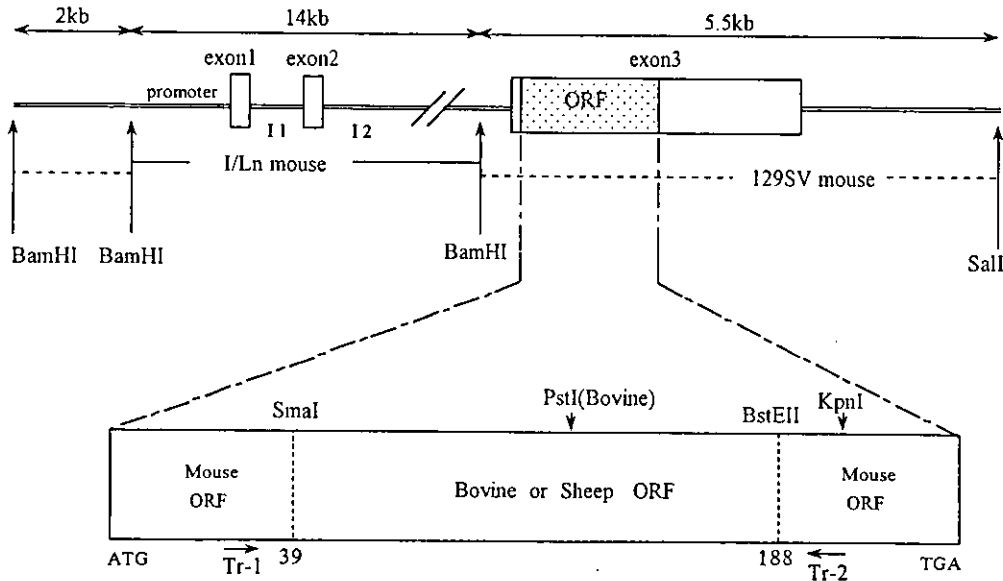 2kb 14kb 5.5kb
exon1 exon2 exon3
promoter ORF
I1 I2
I/Ln mouse
129SV mouse
BamHI BamHI BamHI SalI
SmaI PstI(Bovine) BstEII KpnI
Mouse ORF Bovine or Sheep ORF Mouse ORF
ATG Tr-1 39 188 Tr-2 TGA